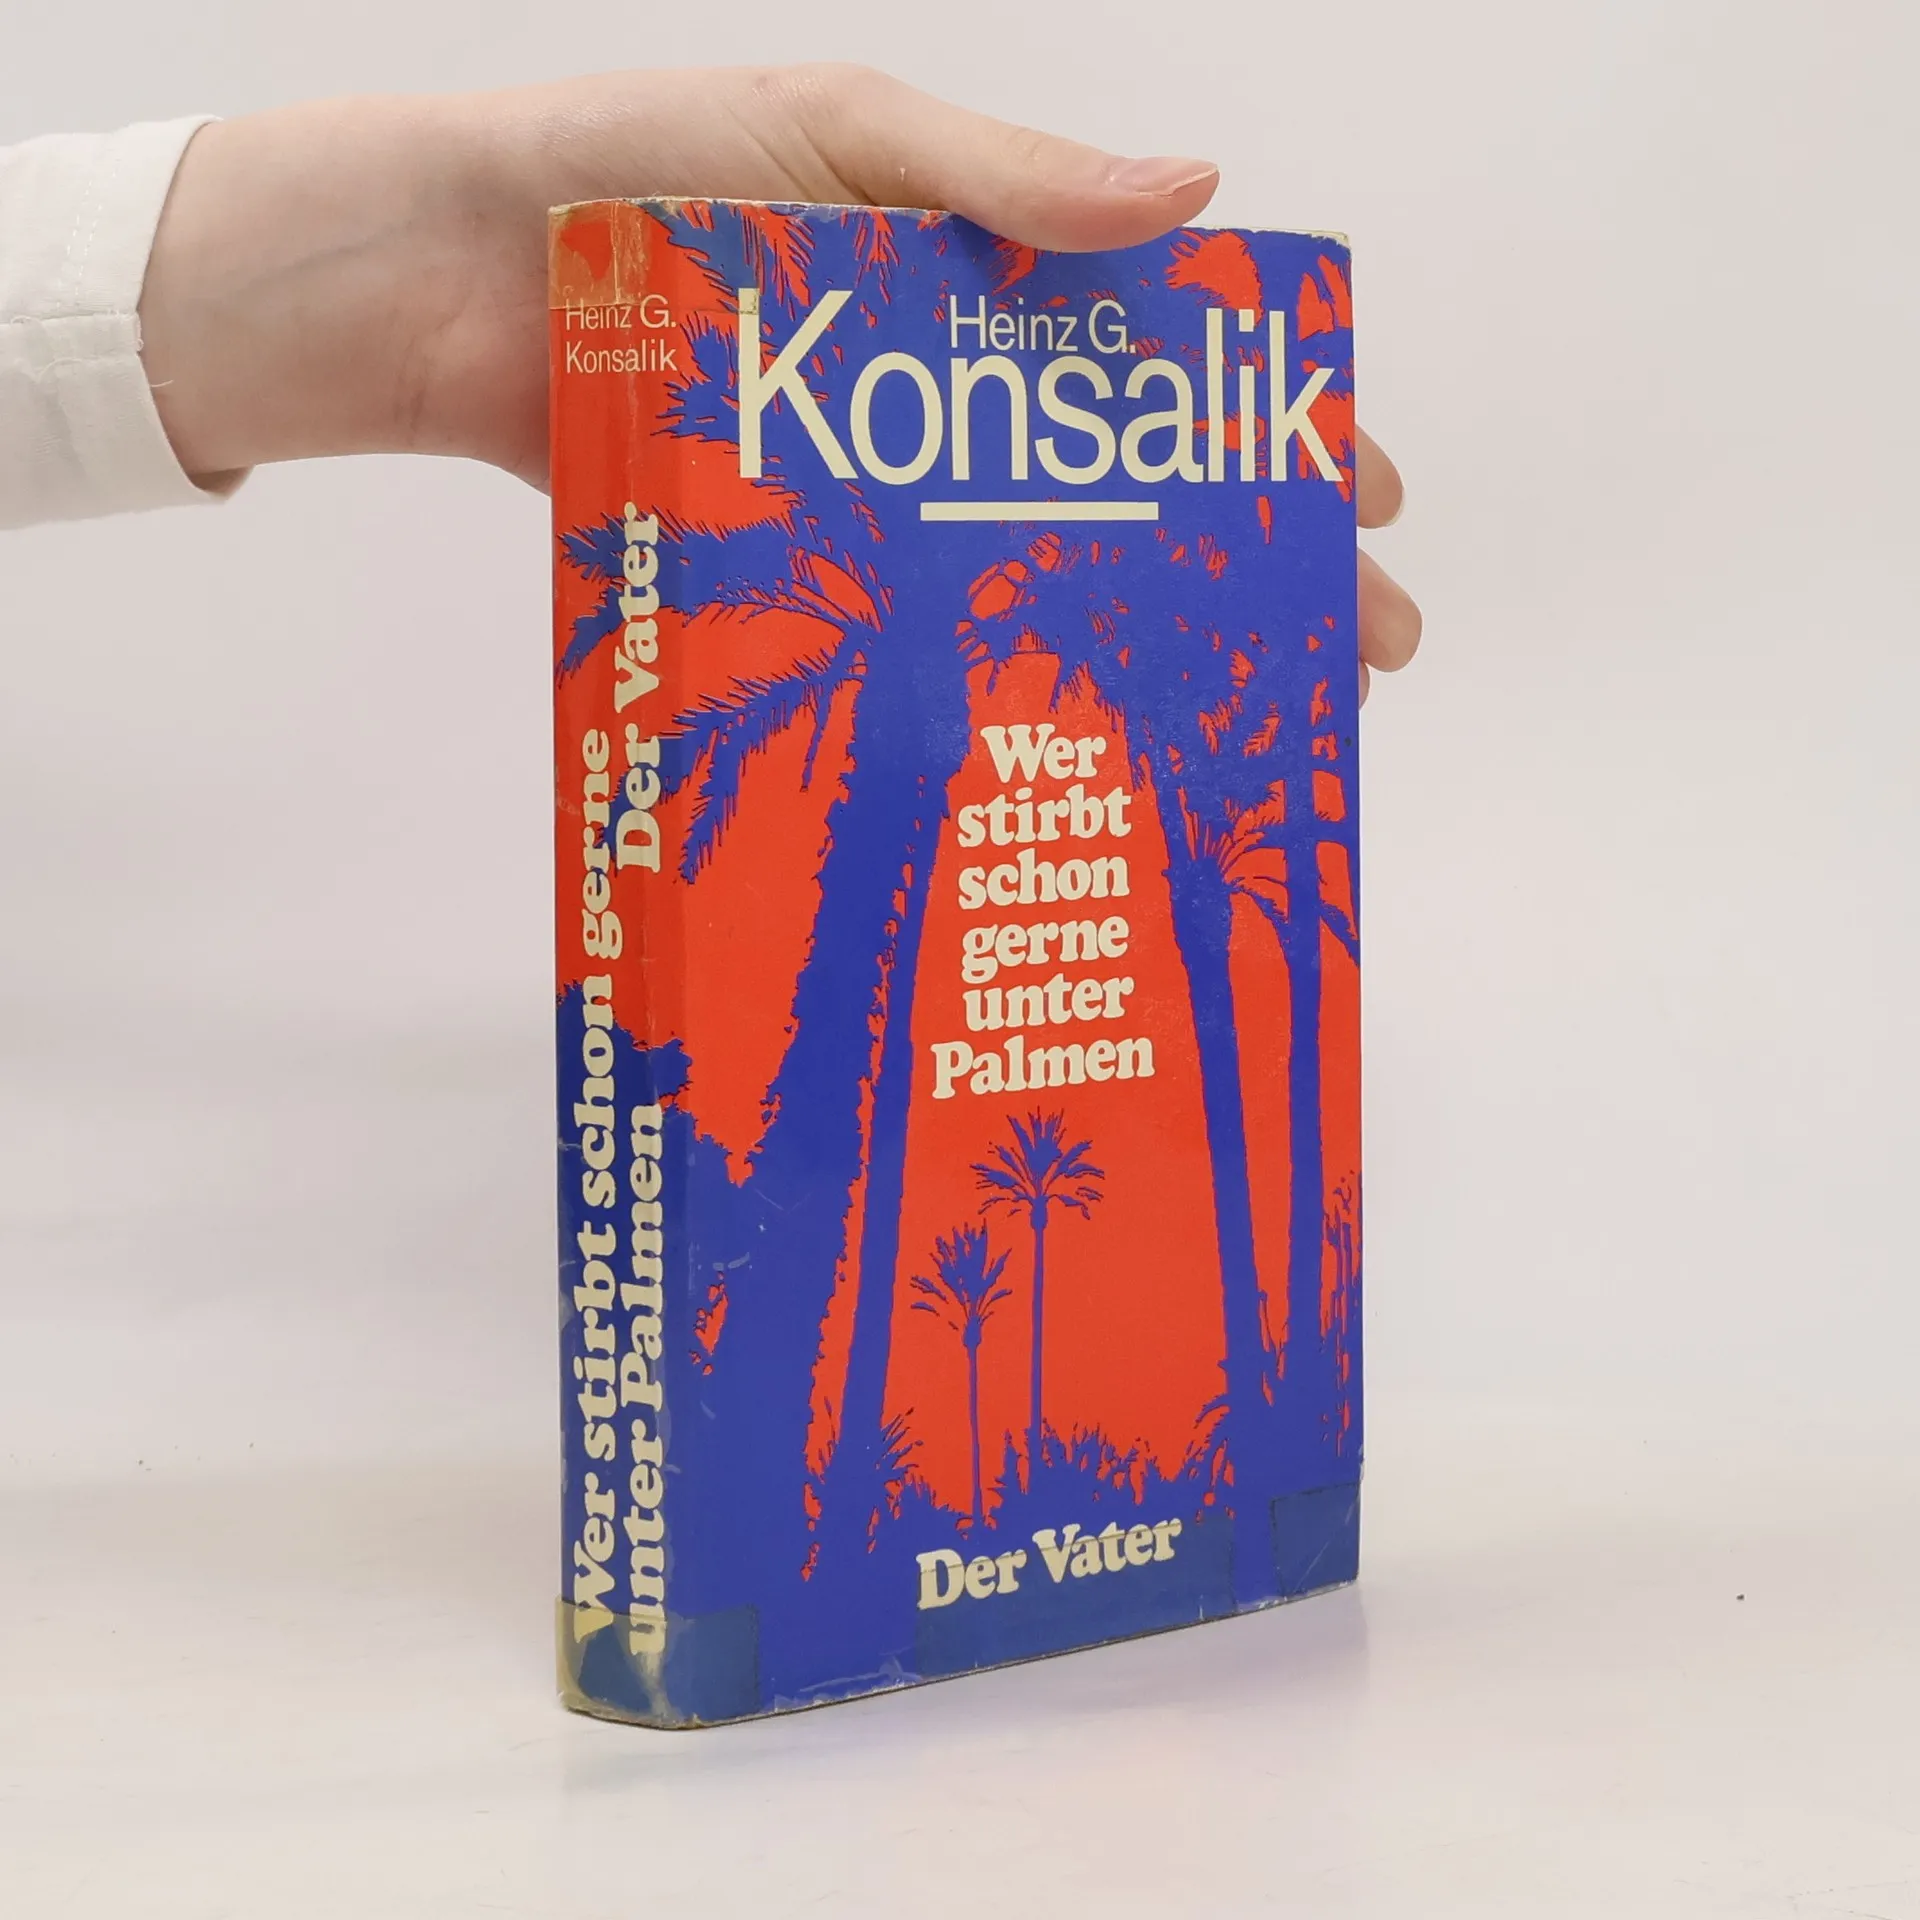 Heinz G.
Konsalik
Wer stirbt schon gerne
unter Palmen
Der Vater
Heinz G.
Konsalik
Wer
stirbt
schon
gerne
unter
Palmen
Der Vater